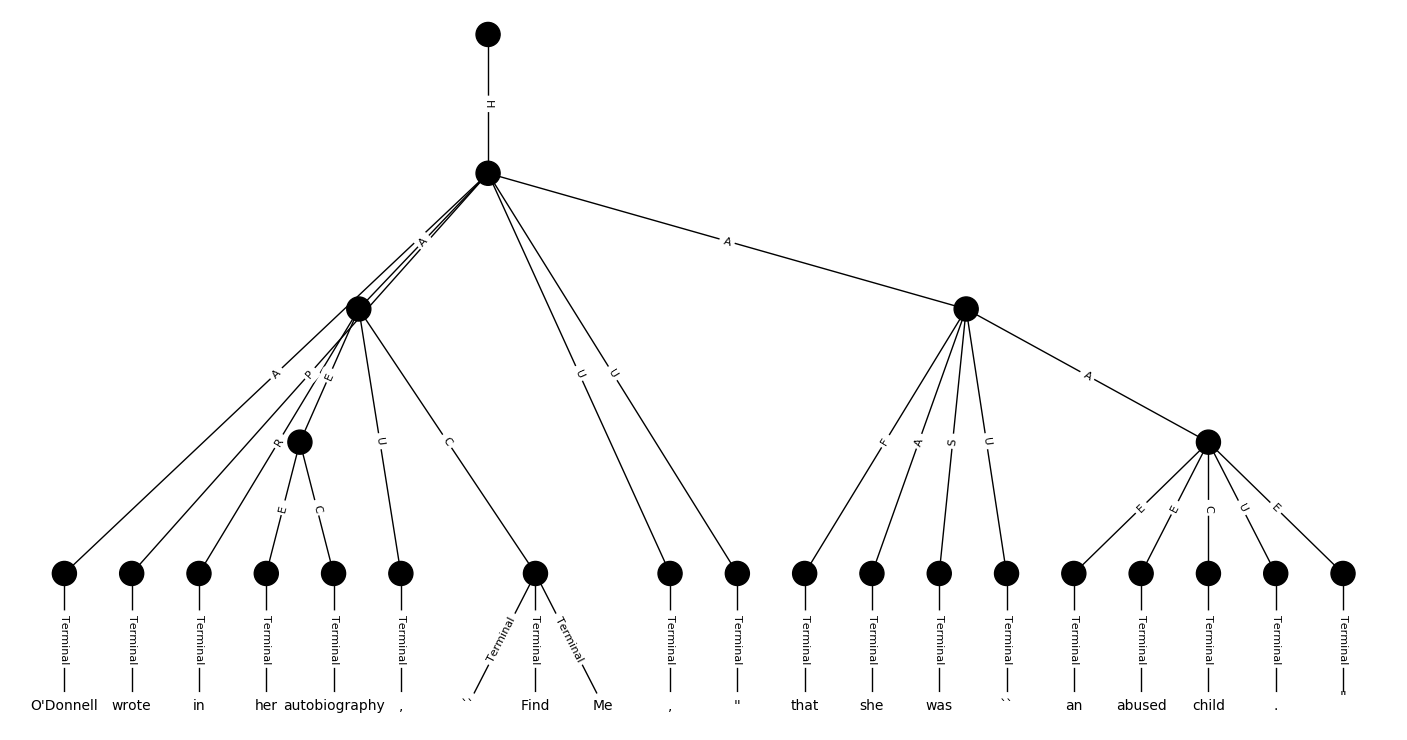 H
A A
A P E U U
R U C F A S U A
E C E E C U E
Terminal Terminal Terminal Terminal Terminal Terminal Terminal Terminal Terminal Terminal Terminal Terminal Terminal Terminal Terminal Terminal Terminal Terminal Terminal Terminal
O'Donnell wrote in her autobiography , `` Find Me , " that she was `` an abused child . "